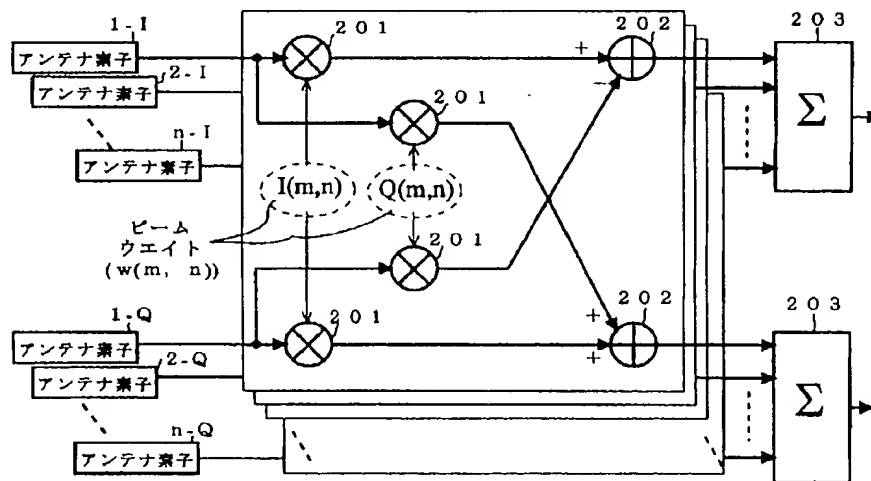 1-I
アンテナ素子
2-I
アンテナ素子
n-I
アンテナ素子
201
202
203
+
−
201
Σ
I(m,n)
Q(m,n)
ビーム
ウエイト
(w(m, n))
201
1-Q
アンテナ素子
2-Q
アンテナ素子
n-Q
アンテナ素子
201
202
203
+
+
Σ